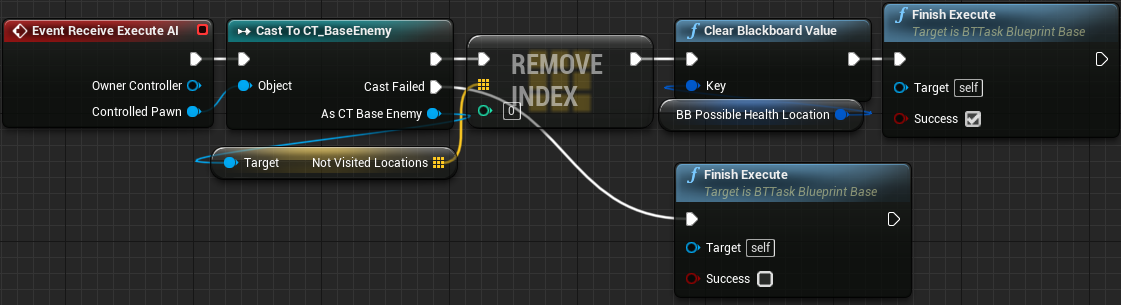 Event Receive Execute AI
Owner Controller
Controlled Pawn
Cast To CT_BaseEnemy
Object
Cast Failed
As CT Base Enemy
Target
Not Visited Locations
REMOVE
INDEX
0
Clear Blackboard Value
Key
BB Possible Health Location
Finish Execute
Target is BTTask Blueprint Base
Target self
Success
Finish Execute
Target is BTTask Blueprint Base
Target self
Success